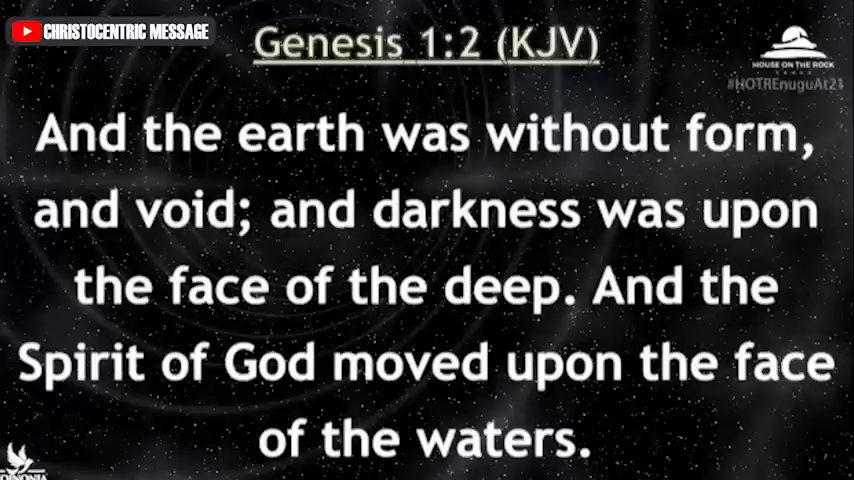 CHRISTOCENTRIC MESSAGE
Genesis 1:2 (KJV)
HOUSE ON THE ROCK
#HOTREnuguAt21
And the earth was without form,
and void; and darkness was upon
the face of the deep. And the
Spirit of God moved upon the face
of the waters.